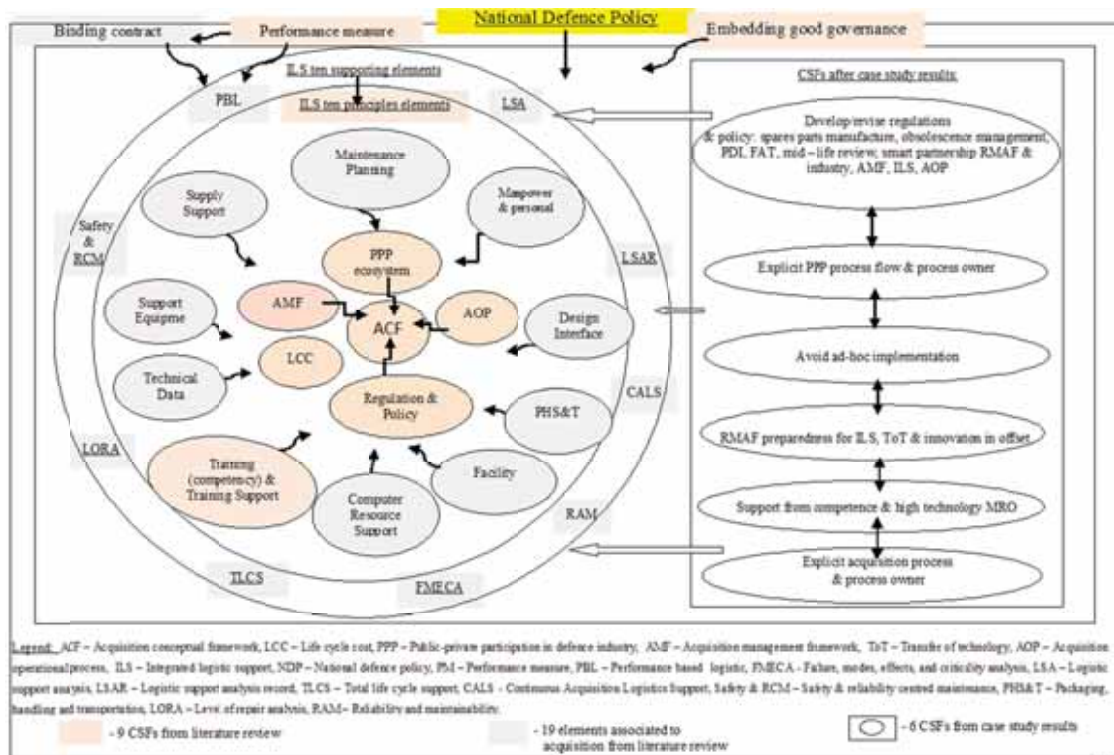 National Defence Policy
Binding contract
Performance measure
Embedding good governance
ILS ten supporting elements
ILS ten principles elements
PBL
LSA
Maintenance
Planning
Supply
Support
Manpower
& personal
Safety
&
RCM
LSAR
PPP
ecosystem
AMF
AOP
ACF
Support
Equipme
Design
Interface
LCC
Technical
Data
Regulation &
Policy
PHS&T
CALS
LORA
Training
(competency) &
Training Support
Facility
Computer
Resource
Support
RAM
TLCS
FMECA
CSFs after case study results:
Develop/revise regulations
& policy: spares parts manufacture, obsolescence management,
PDI, FAT, mid – life review, smart partnership RMAF &
industry, AMF, ILS, AOP
Explicit PPP process flow & process owner
Avoid ad-hoc implementation
RMAF preparedness for ILS, ToT & innovation in offset
Support from competence & high technology MRO
Explicit acquisition process
& process owner
Legend: ACF – Acquisition conceptual framework, LCC – Life cycle cost, PPP – Public-private participation in defence industry, AMF – Acquisition management framework, ToT – Transfer of technology, AOP – Acquisition
operational process, ILS – Integrated logistic support, NDP – National defence policy, PM – Performance measure, PBL – Performance based logistic, FMECA - Failure, modes, effects, and criticality analysis, LSA – Logistic
support analysis, LSAR – Logistic support analysis record, TLCS – Total life cycle support, CALS - Continuous Acquisition Logistics Support, Safety & RCM – Safety & reliability centred maintenance, PHS&T – Packaging,
handling and transportation, LORA – Level of repair analysis, RAM – Reliability and maintainability.
- 9 CSFs from literature review
- 19 elements associated to
acquisition from literature review
- 6 CSFs from case study results